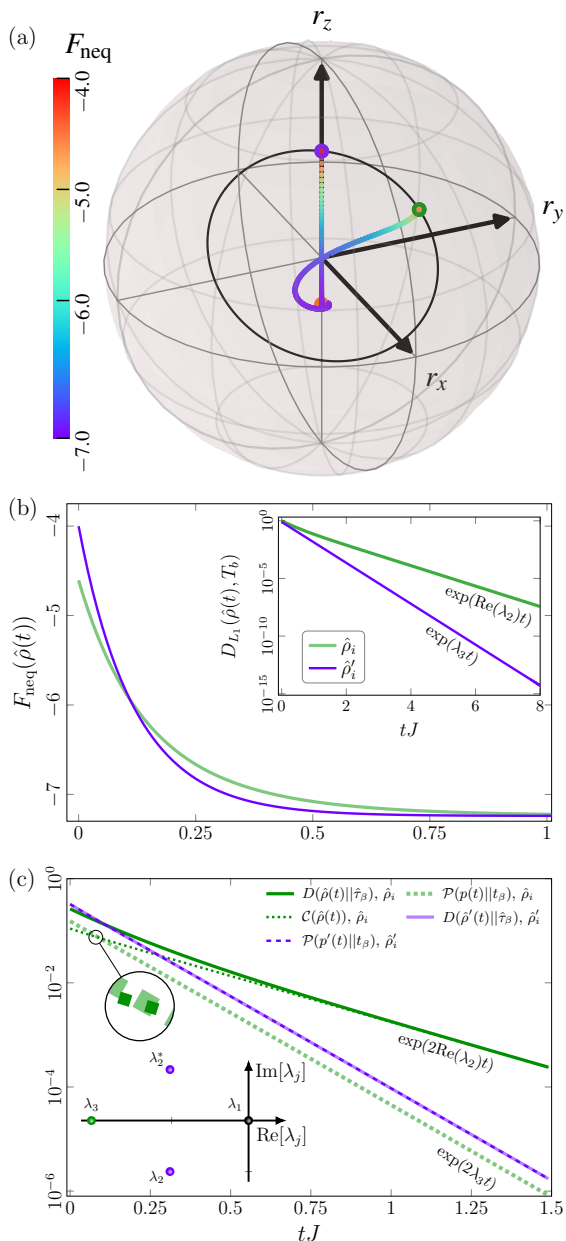 (a)
F_neq
r_z
−4.0
−5.0
−6.0
−7.0
r_y
r_x
(b)
F_neq(ρ̂(t))
−4
−5
−6
−7
0 0.25 0.5 0.75 1
D_{L_1}(ρ̂(t), T_b)
10^0
10^{−5}
10^{−10}
10^{−15}
exp(Re(λ_2)t)
exp(λ_3t)
ρ̂_i
ρ̂′_i
0 2 4 6 8
tJ
(c)
10^0
10^{−2}
10^{−4}
10^{−6}
D(ρ̂(t)||τ̂_β), ρ̂_i
P(p(t)||t_β), ρ̂_i
C(ρ̂(t)), ρ̂_i
D(ρ̂′(t)||τ̂_β), ρ̂′_i
P(p′(t)||t_β), ρ̂′_i
exp(2Re(λ_2)t)
exp(2λ_3t)
λ_2^*
Im[λ_j]
λ_3
λ_1
Re[λ_j]
λ_2
0 0.25 0.5 0.75 1.0 1.5
tJ